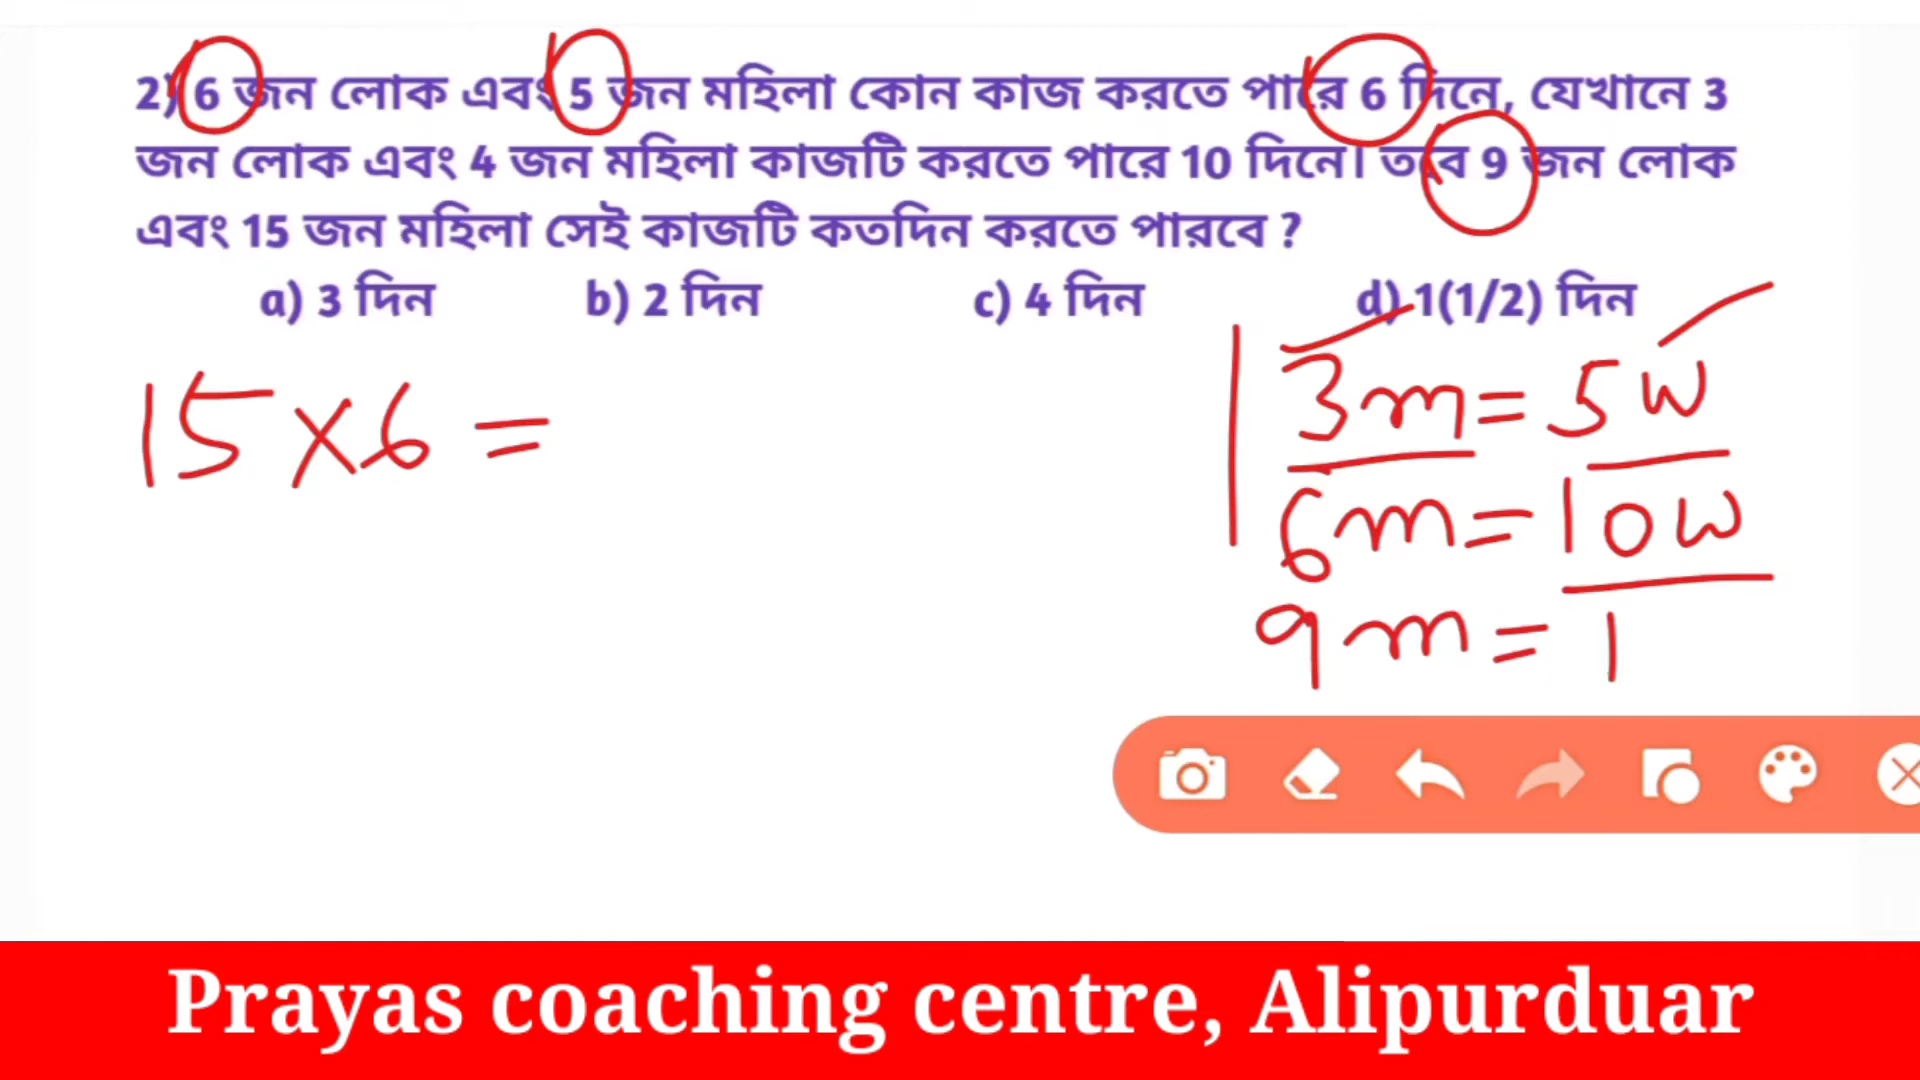 2) 6 জন লোক এবং 5 জন মহিলা কোন কাজ করতে পারে 6 দিনে, যেখানে 3
জন লোক এবং 4 জন মহিলা কাজটি করতে পারে 10 দিনে। তবে 9 জন লোক
এবং 15 জন মহিলা সেই কাজটি কতদিন করতে পারবে ?
a) 3 দিন b) 2 দিন c) 4 দিন d) 1(1/2) দিন
15 × 6 =
3m = 5w
6m = 10w
9m = 1
Prayas coaching centre, Alipurduar